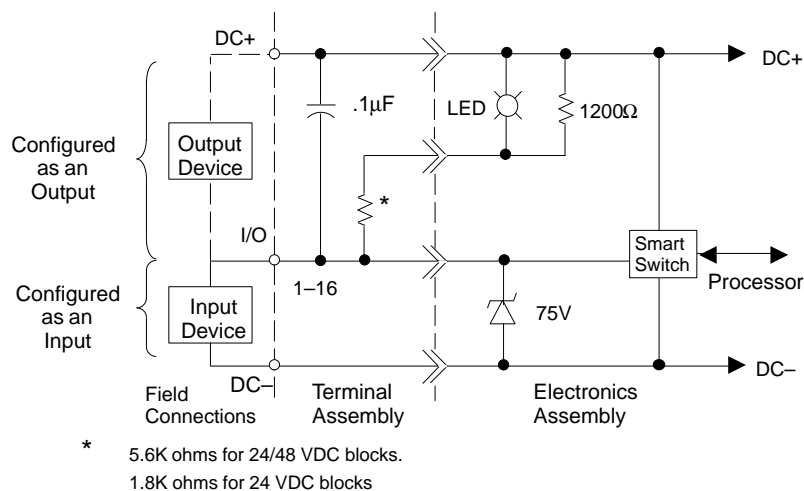 DC+
DC+
.1µF
LED
1200Ω
Configured
as an
Output
Output
Device
*
I/O
Smart
Switch
Processor
1–16
Configured
as an
Input
Input
Device
75V
DC–
DC–
Field
Connections
Terminal
Assembly
Electronics
Assembly
* 5.6K ohms for 24/48 VDC blocks.
1.8K ohms for 24 VDC blocks